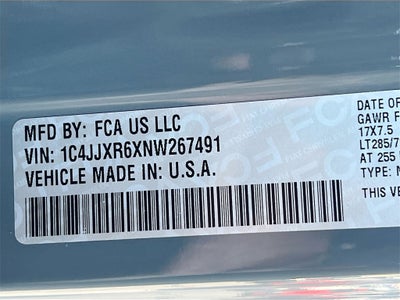 MFD BY: FCA US LLC
VIN: 1C4JJXR6XNW267491
VEHICLE MADE IN: U.S.A.
DATE OF
GAWR F
17X7.5
LT285/7
AT 255
TYPE:
THIS VE